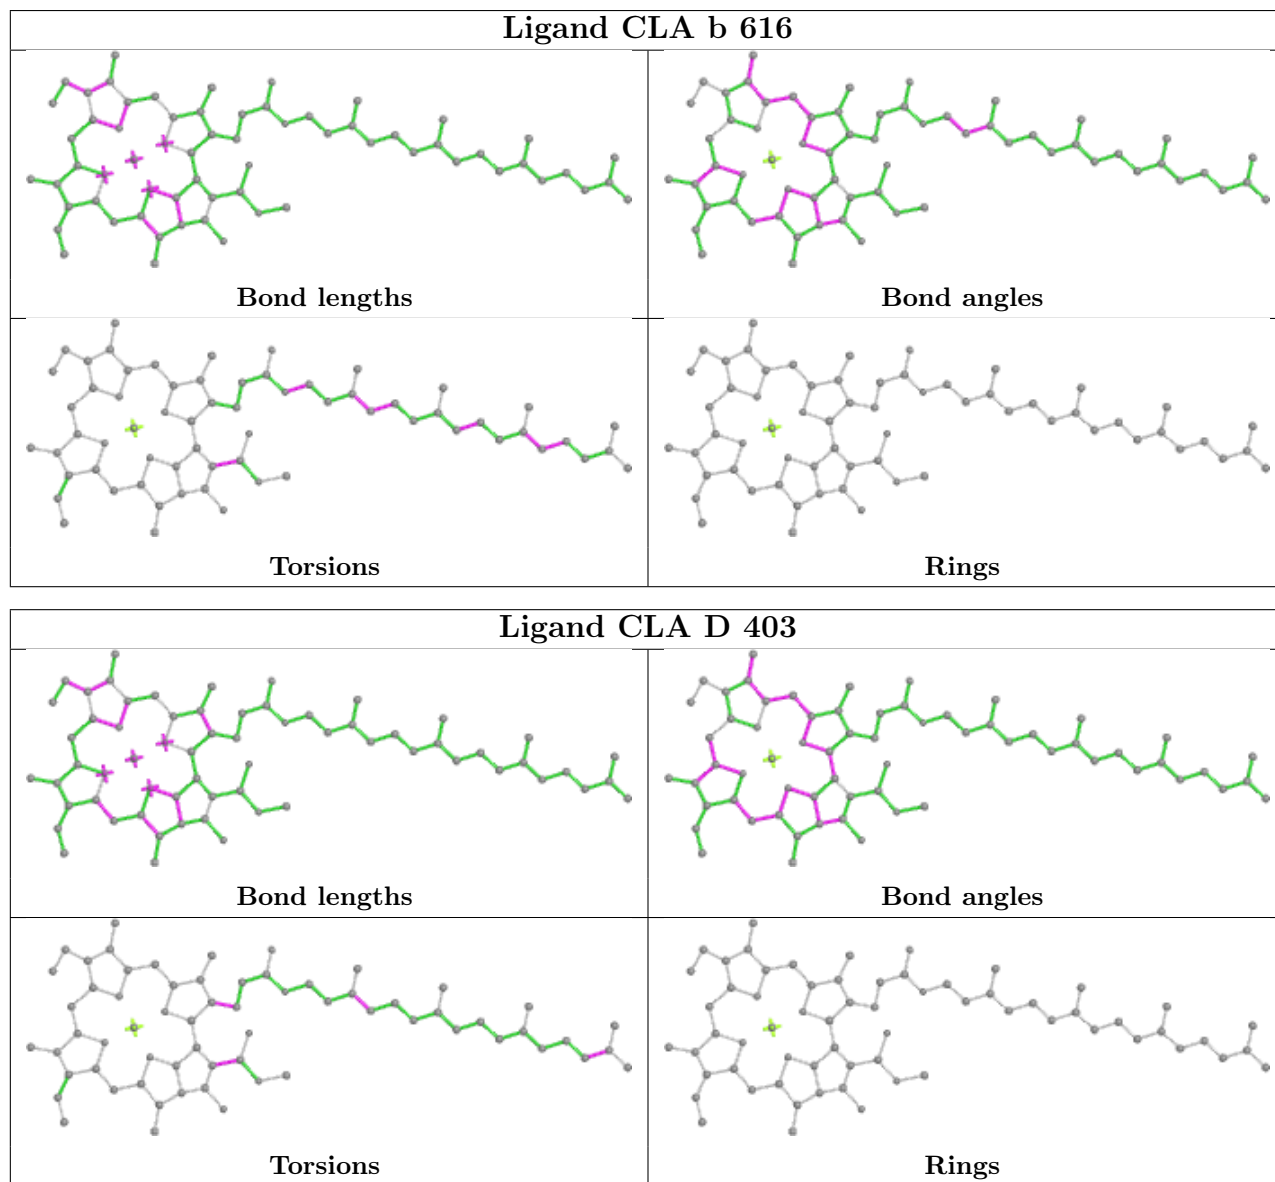 Ligand CLA b 616
Bond lengths
Bond angles
Torsions
Rings
Ligand CLA D 403
Bond lengths
Bond angles
Torsions
Rings